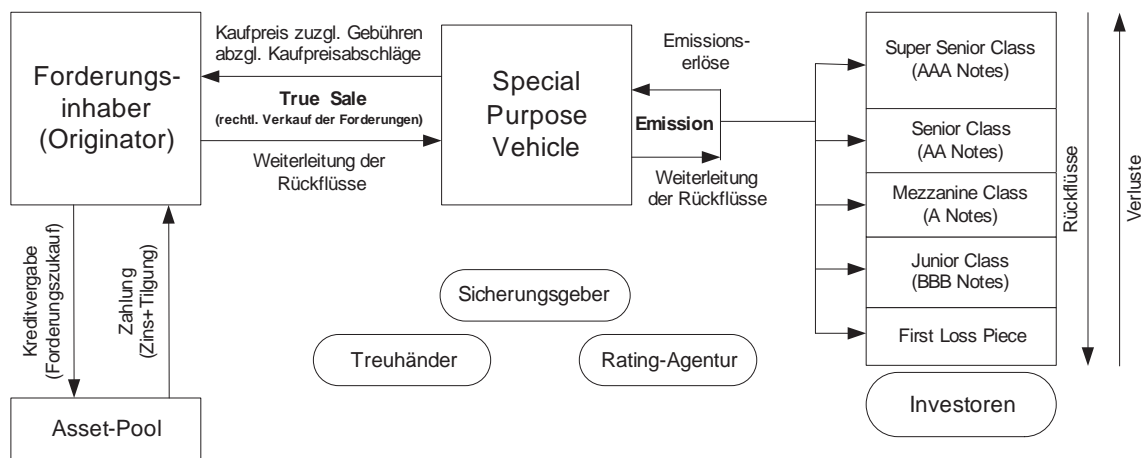 Forderungs-
inhaber
(Originator)
Kaufpreis zuzgl. Gebühren
abzgl. Kaufpreisabschläge
True Sale
(rechtl. Verkauf der Forderungen)
Weiterleitung der
Rückflüsse
Special
Purpose
Vehicle
Emissions-
erlöse
Emission
Weiterleitung
der Rückflüsse
Super Senior Class
(AAA Notes)
Senior Class
(AA Notes)
Mezzanine Class
(A Notes)
Junior Class
(BBB Notes)
First Loss Piece
Rückflüsse
Verluste
Kreditvergabe
(Forderungszukauf)
Zahlung
(Zins+Tilgung)
Sicherungsgeber
Treuhänder
Rating-Agentur
Investoren
Asset-Pool